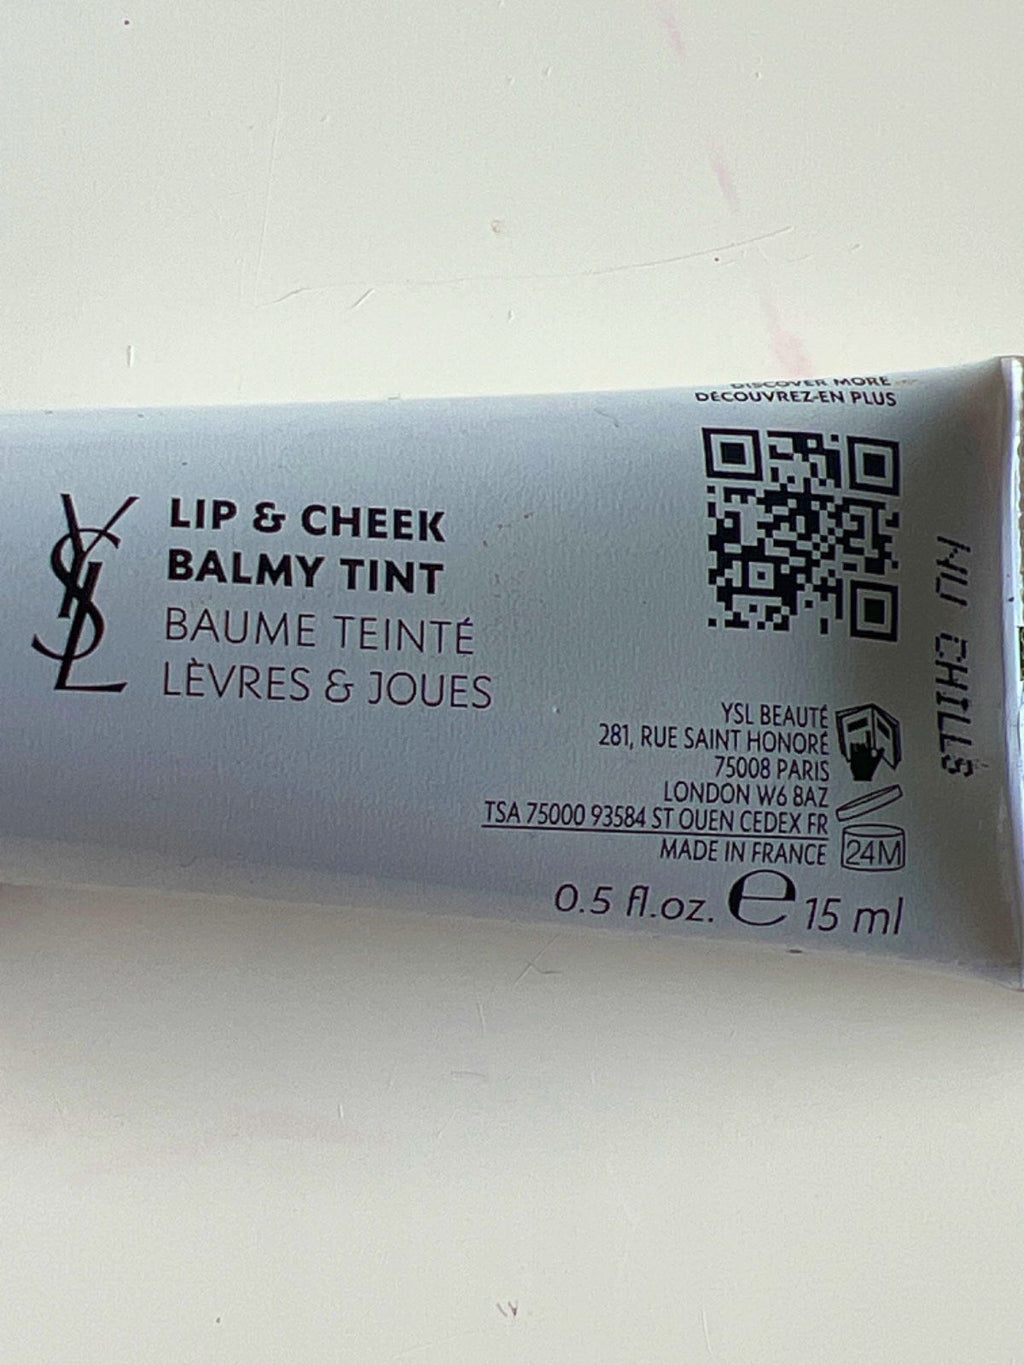 DISCOVER MORE
DÉCOUVREZ-EN PLUS
YSL
LIP & CHEEK
BALMY TINT
BAUME TEINTÉ
LÈVRES & JOUES
NU CHILLS
YSL BEAUTÉ
281, RUE SAINT HONORÉ
75008 PARIS
LONDON W6 8AZ
TSA 75000 93584 ST OUEN CEDEX FR
MADE IN FRANCE
24M
0.5 fl.oz. e 15 ml